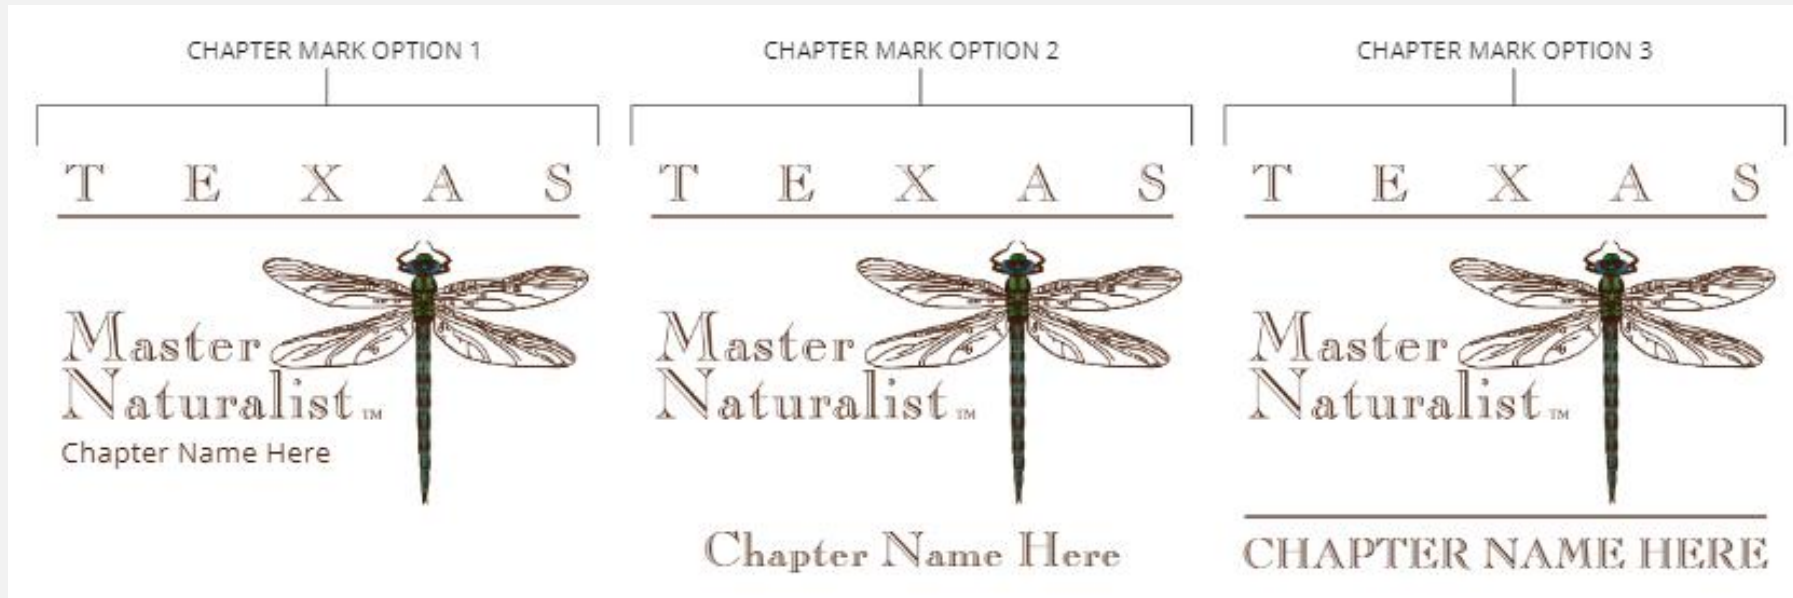 CHAPTER MARK OPTION 1
T E X A S
Master
Naturalist™
Chapter Name Here
CHAPTER MARK OPTION 2
T E X A S
Master
Naturalist™
Chapter Name Here
CHAPTER MARK OPTION 3
T E X A S
Master
Naturalist™
CHAPTER NAME HERE